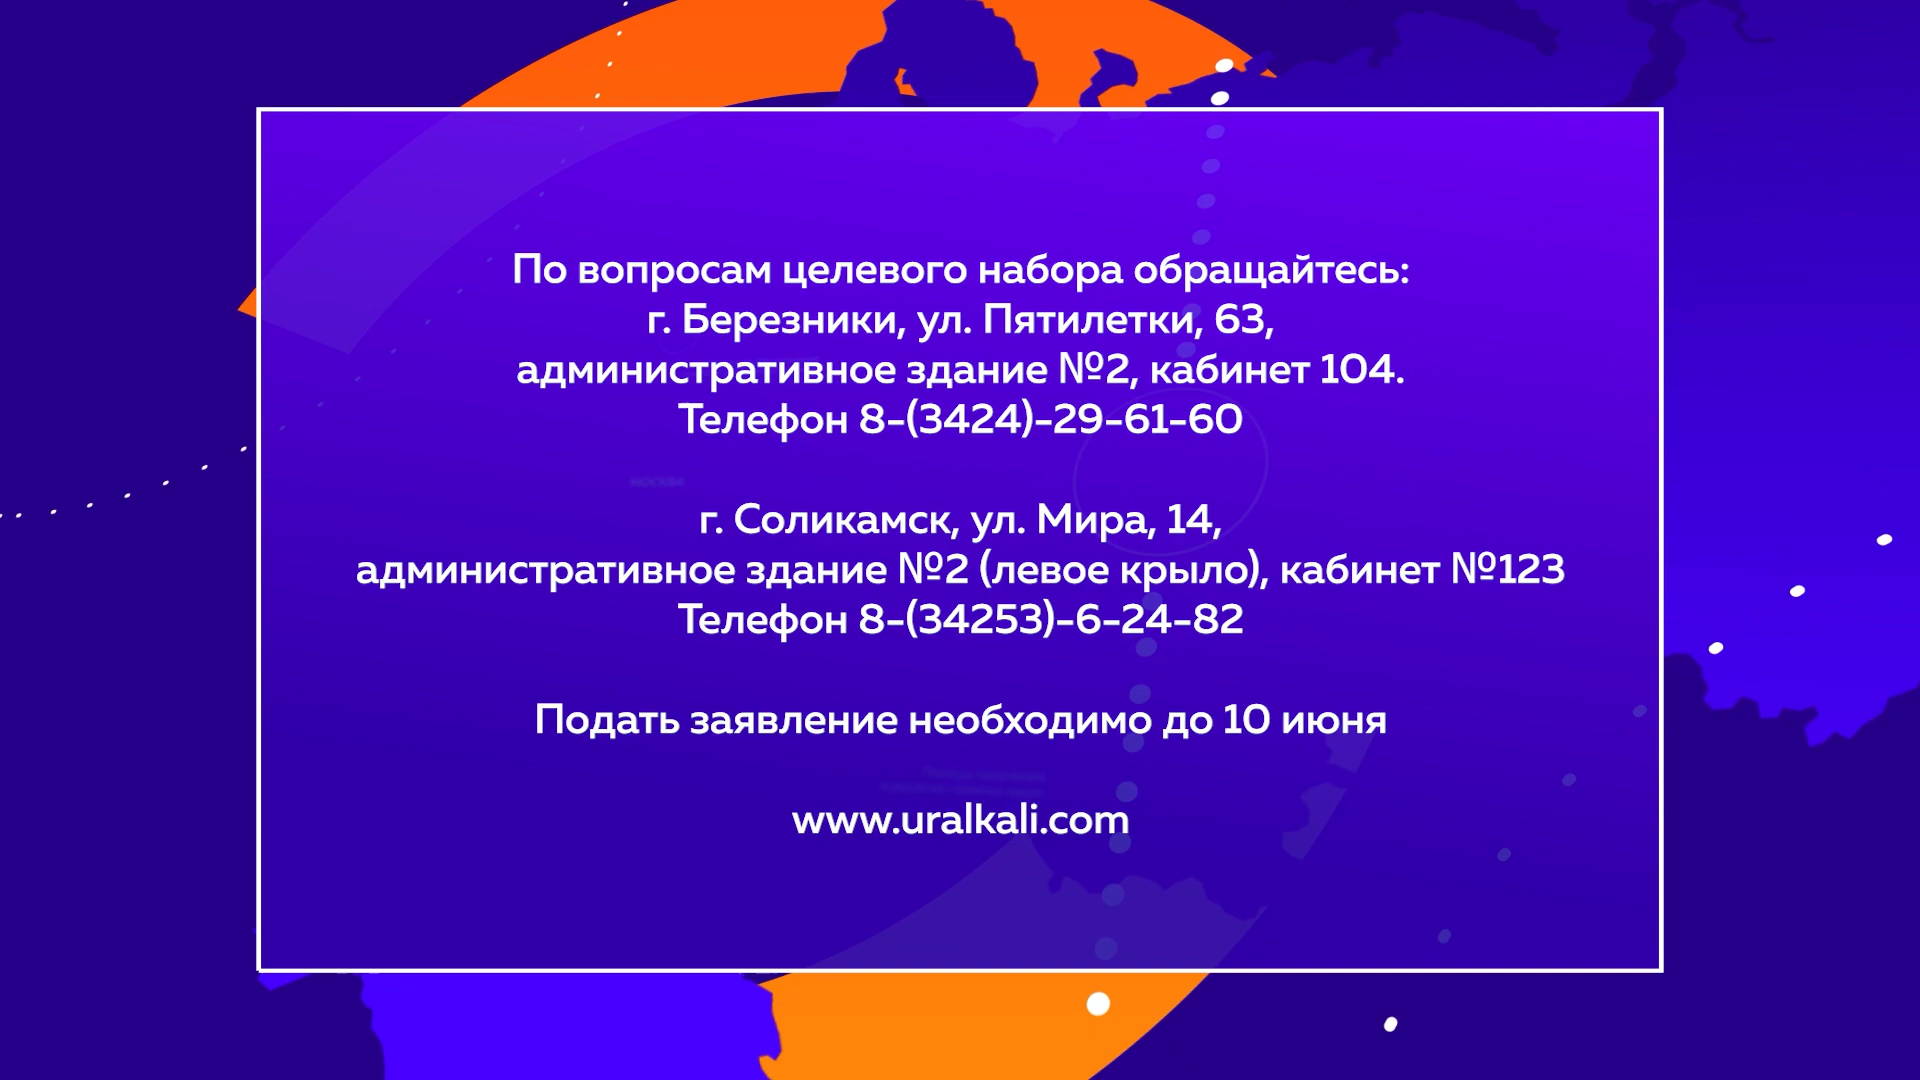 По вопросам целевого набора обращайтесь:
г. Березники, ул. Пятилетки, 63,
административное здание №2, кабинет 104.
Телефон 8-(3424)-29-61-60
МОСКВА
г. Соликамск, ул. Мира, 14,
административное здание №2 (левое крыло), кабинет №123
Телефон 8-(34253)-6-24-82
Подать заявление необходимо до 10 июня
www.uralkali.com